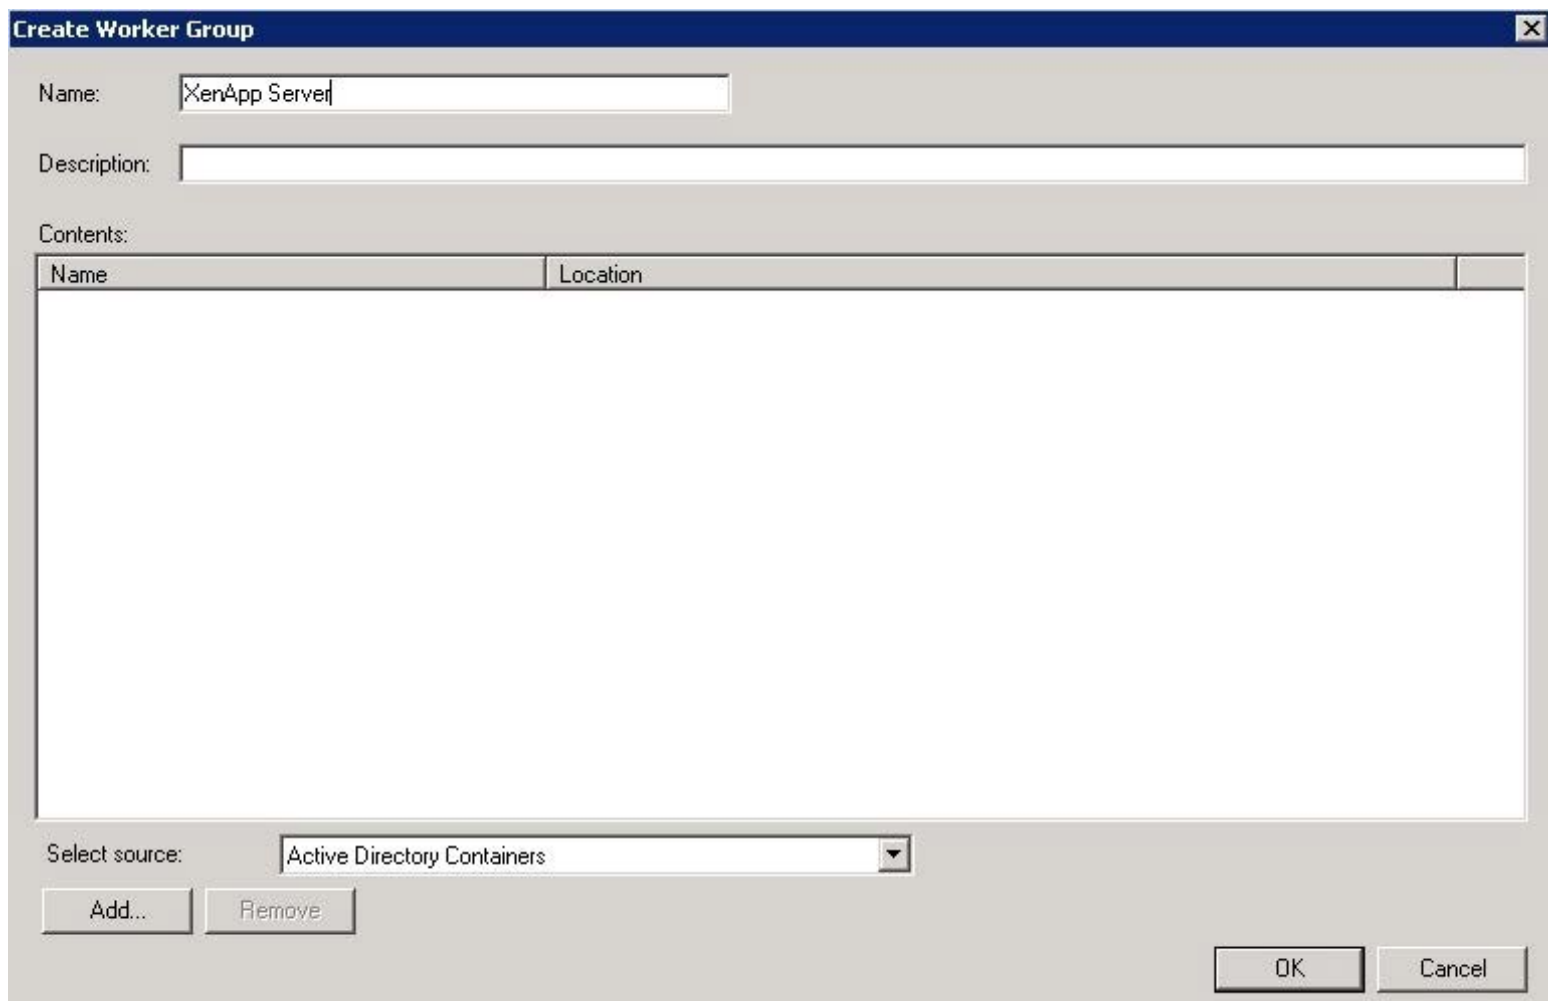 Create Worker Group
Name: XenApp Server
Description:
Contents:
Name Location
Select source: Active Directory Containers
Add... Remove
OK Cancel